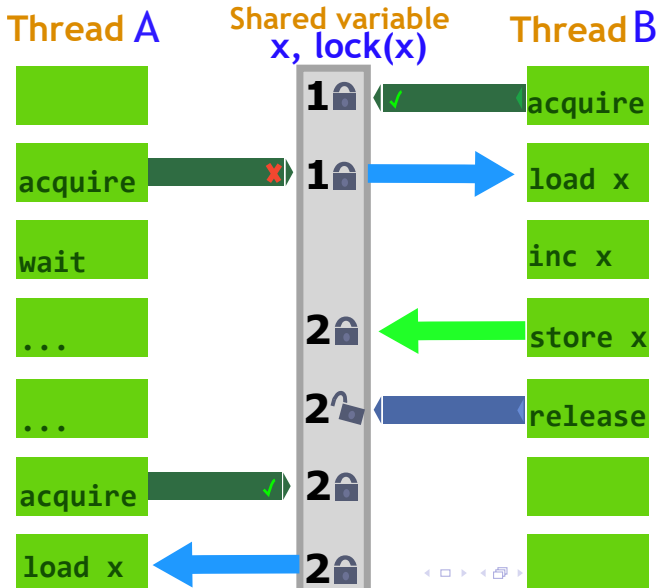 Thread A Shared variable Thread B
x, lock(x)
1 acquire
acquire 1 load x
wait inc x
... 2 store x
... 2 release
acquire 2
load x 2